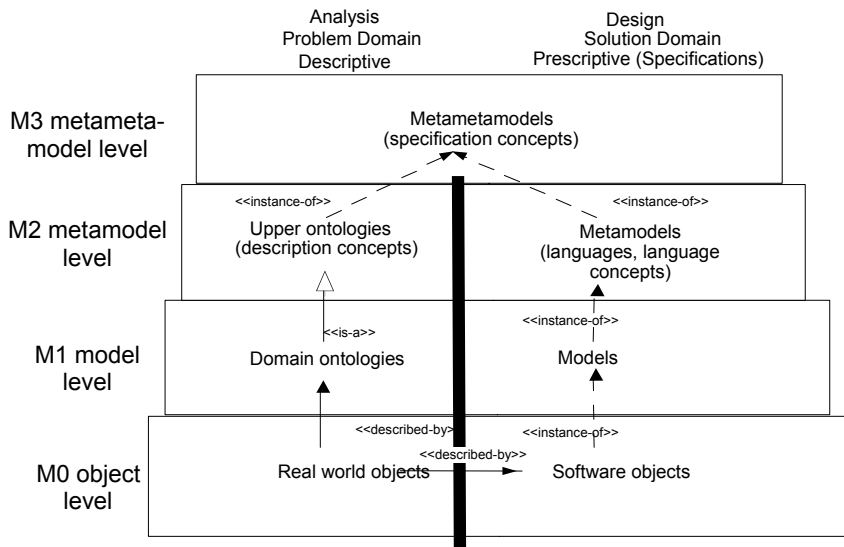 Analysis
Problem Domain
Descriptive
Design
Solution Domain
Prescriptive (Specifications)
M3 metameta-
model level
Metametamodels
(specification concepts)
<<instance-of>>
<<instance-of>>
M2 metamodel
level
Upper ontologies
(description concepts)
Metamodels
(languages, language
concepts)
<<is-a>>
<<instance-of>>
M1 model
level
Domain ontologies
Models
<<described-by>>
<<instance-of>>
<<described-by>>
M0 object
level
Real world objects
Software objects